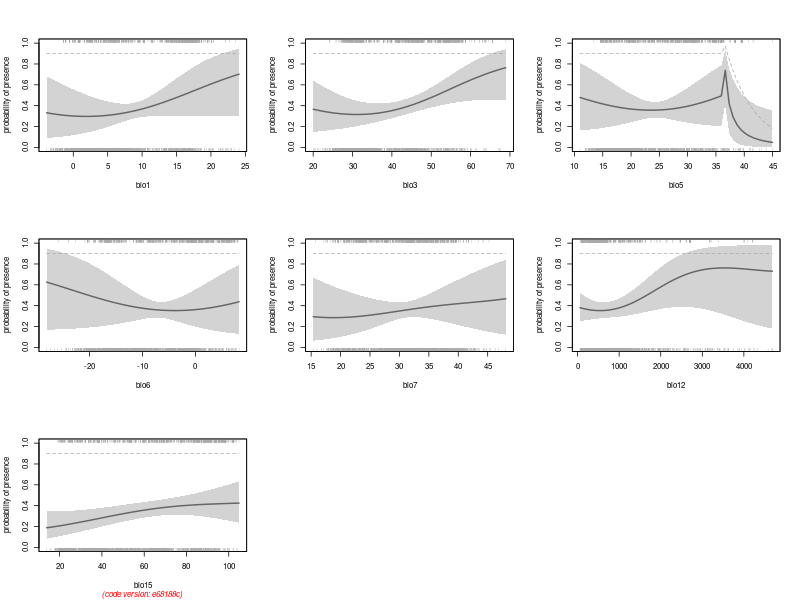 probability of presence
0.0 0.2 0.4 0.6 0.8 1.0
0 5 10 15 20 25
bio1
probability of presence
0.0 0.2 0.4 0.6 0.8 1.0
20 30 40 50 60 70
bio3
probability of presence
0.0 0.2 0.4 0.6 0.8 1.0
10 15 20 25 30 35 40 45
bio5
probability of presence
0.0 0.2 0.4 0.6 0.8 1.0
-20 -10 0
bio6
probability of presence
0.0 0.2 0.4 0.6 0.8 1.0
15 20 25 30 35 40 45
bio7
probability of presence
0.0 0.2 0.4 0.6 0.8 1.0
0 1000 2000 3000 4000
bio12
probability of presence
0.0 0.2 0.4 0.6 0.8 1.0
20 40 60 80 100
bio15
(code version: e68188c)